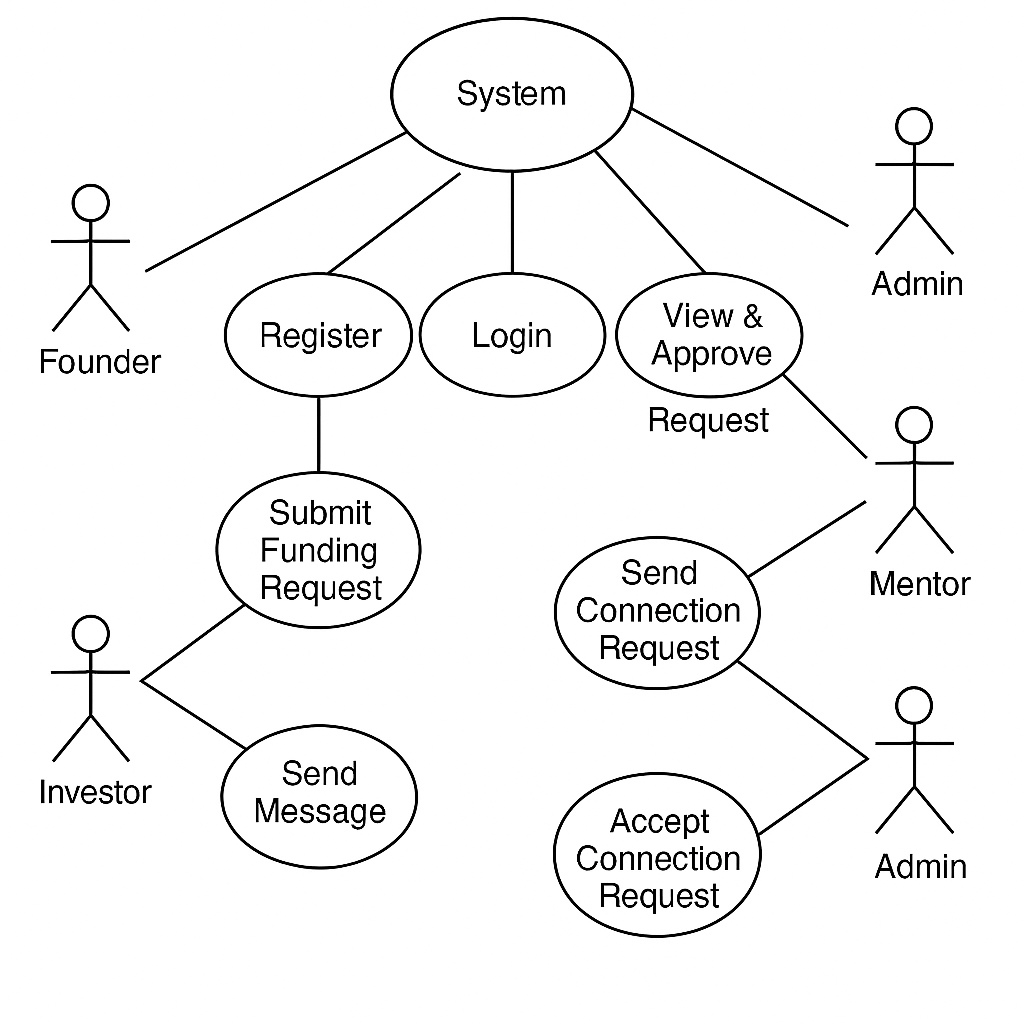 System
Admin
Founder
Register
Login
View &
Approve
Request
Submit
Funding
Request
Send
Connection
Request
Mentor
Investor
Send
Message
Accept
Connection
Request
Admin